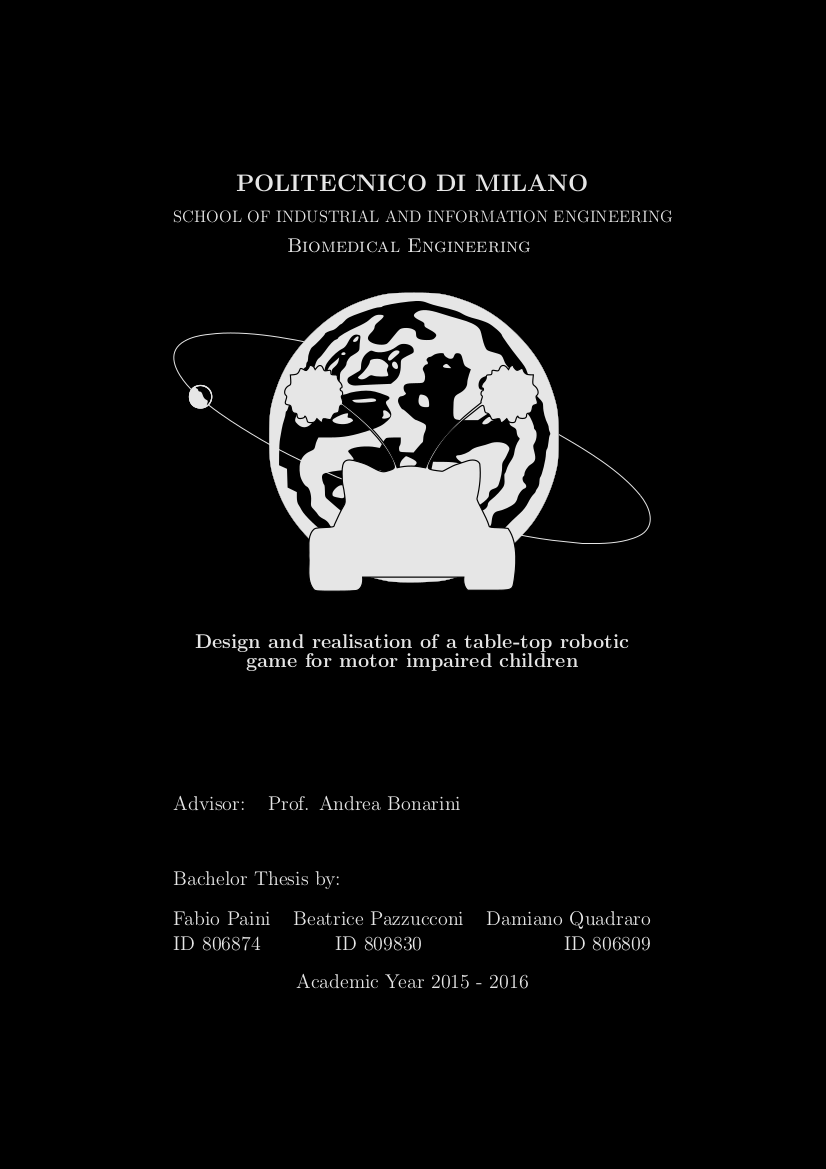 POLITECNICO DI MILANO
SCHOOL OF INDUSTRIAL AND INFORMATION ENGINEERING
Biomedical Engineering
Design and realisation of a table-top robotic
game for motor impaired children
Advisor: Prof. Andrea Bonarini
Bachelor Thesis by:
Fabio Paini Beatrice Pazzucconi Damiano Quadraro
ID 806874 ID 809830 ID 806809
Academic Year 2015 - 2016